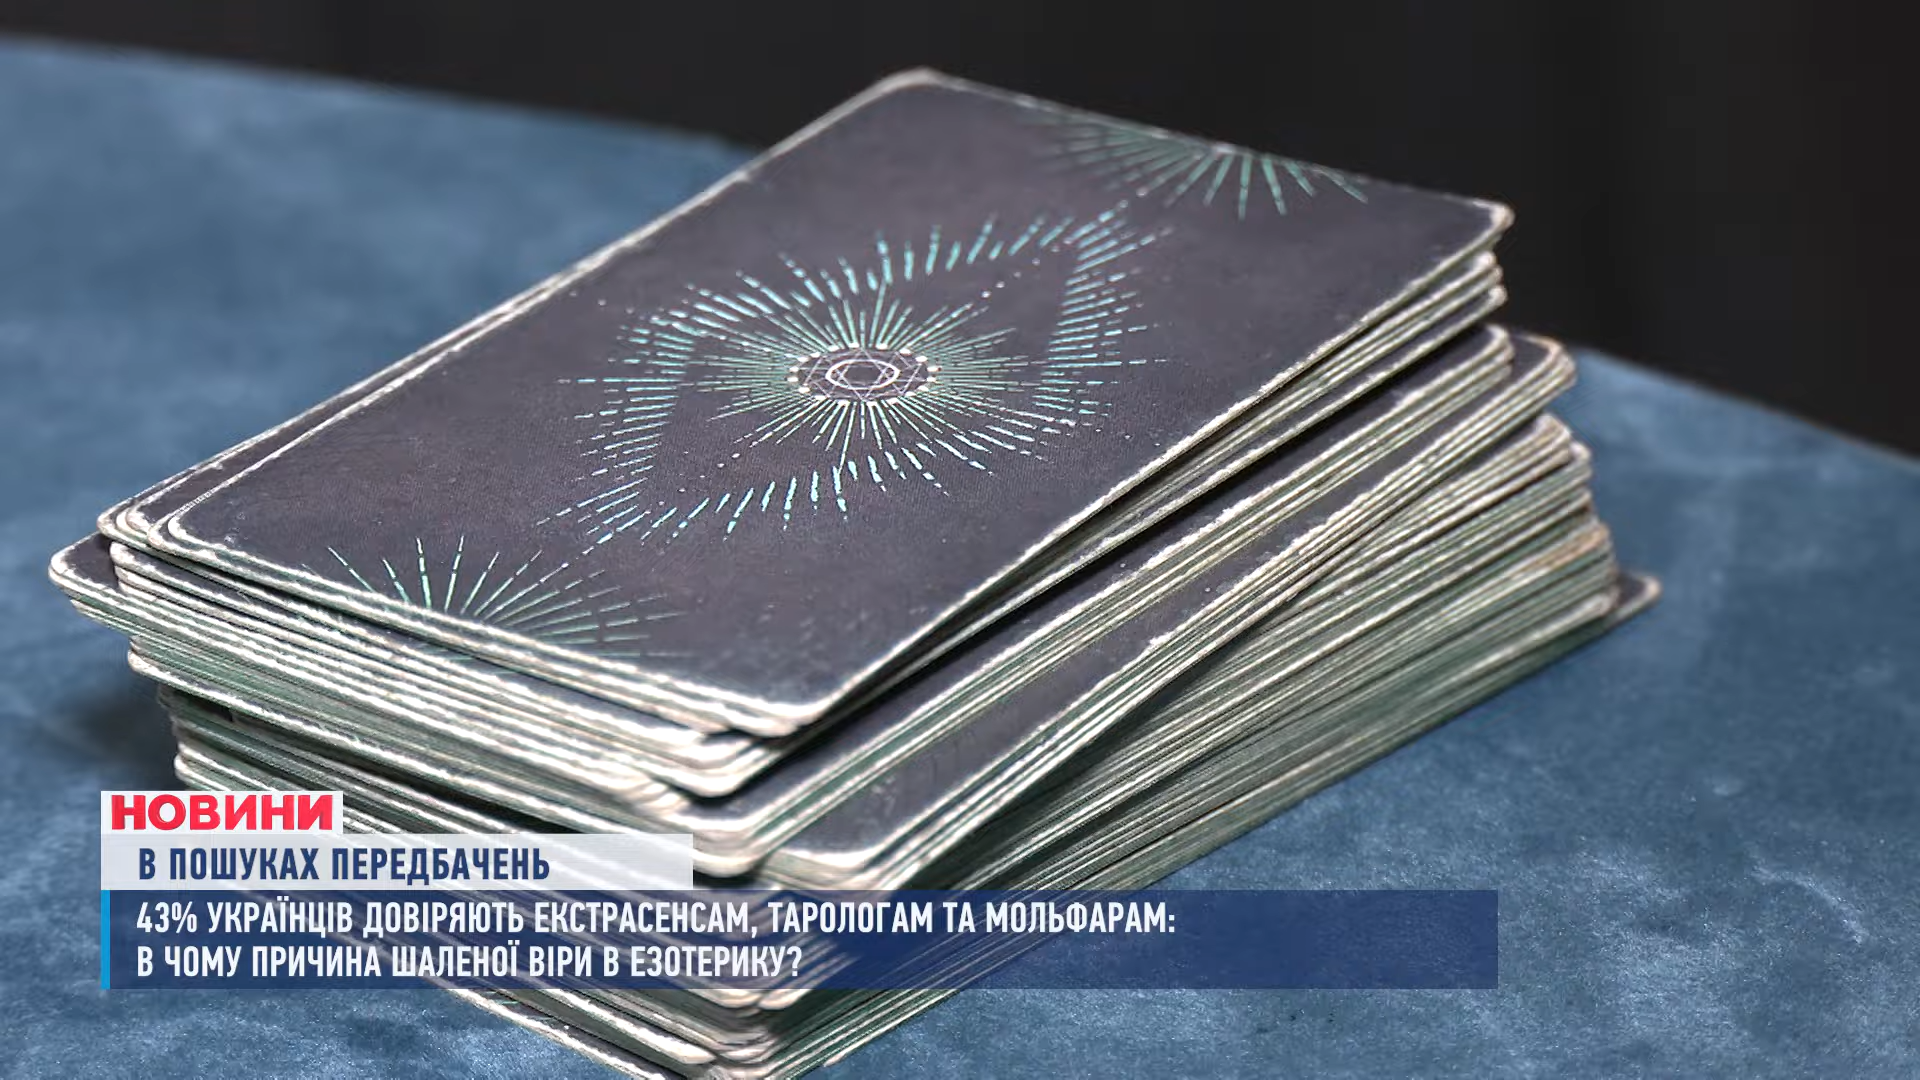 НОВИНИ
В ПОШУКАХ ПЕРЕДБАЧЕНЬ
43% УКРАЇНЦІВ ДОВІРЯЮТЬ ЕКСТРАСЕНСАМ, ТАРОЛОГАМ ТА МОЛЬФАРАМ:
В ЧОМУ ПРИЧИНА ШАЛЕНОЇ ВІРИ В ЕЗОТЕРИКУ?